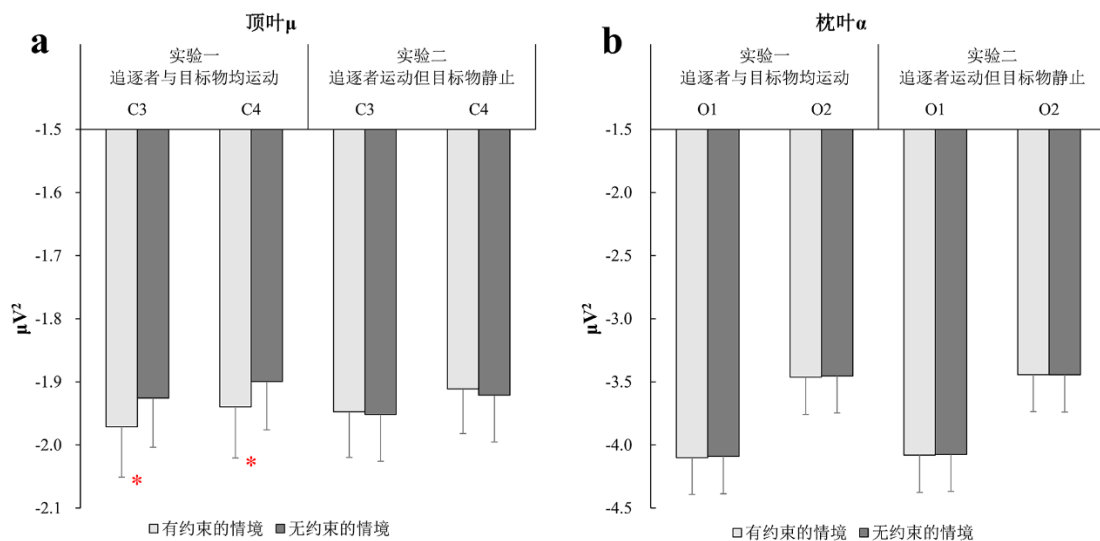 a
顶叶μ
实验一
追逐者与目标物均运动
实验二
追逐者运动但目标物静止
C3
C4
C3
C4
-1.5
-1.6
-1.7
-1.8
-1.9
-2.0
-2.1
μV²
*
*
有约束的情境
无约束的情境
b
枕叶α
实验一
追逐者与目标物均运动
实验二
追逐者运动但目标物静止
O1
O2
O1
O2
-1.5
-2.0
-2.5
-3.0
-3.5
-4.0
-4.5
μV²
有约束的情境
无约束的情境